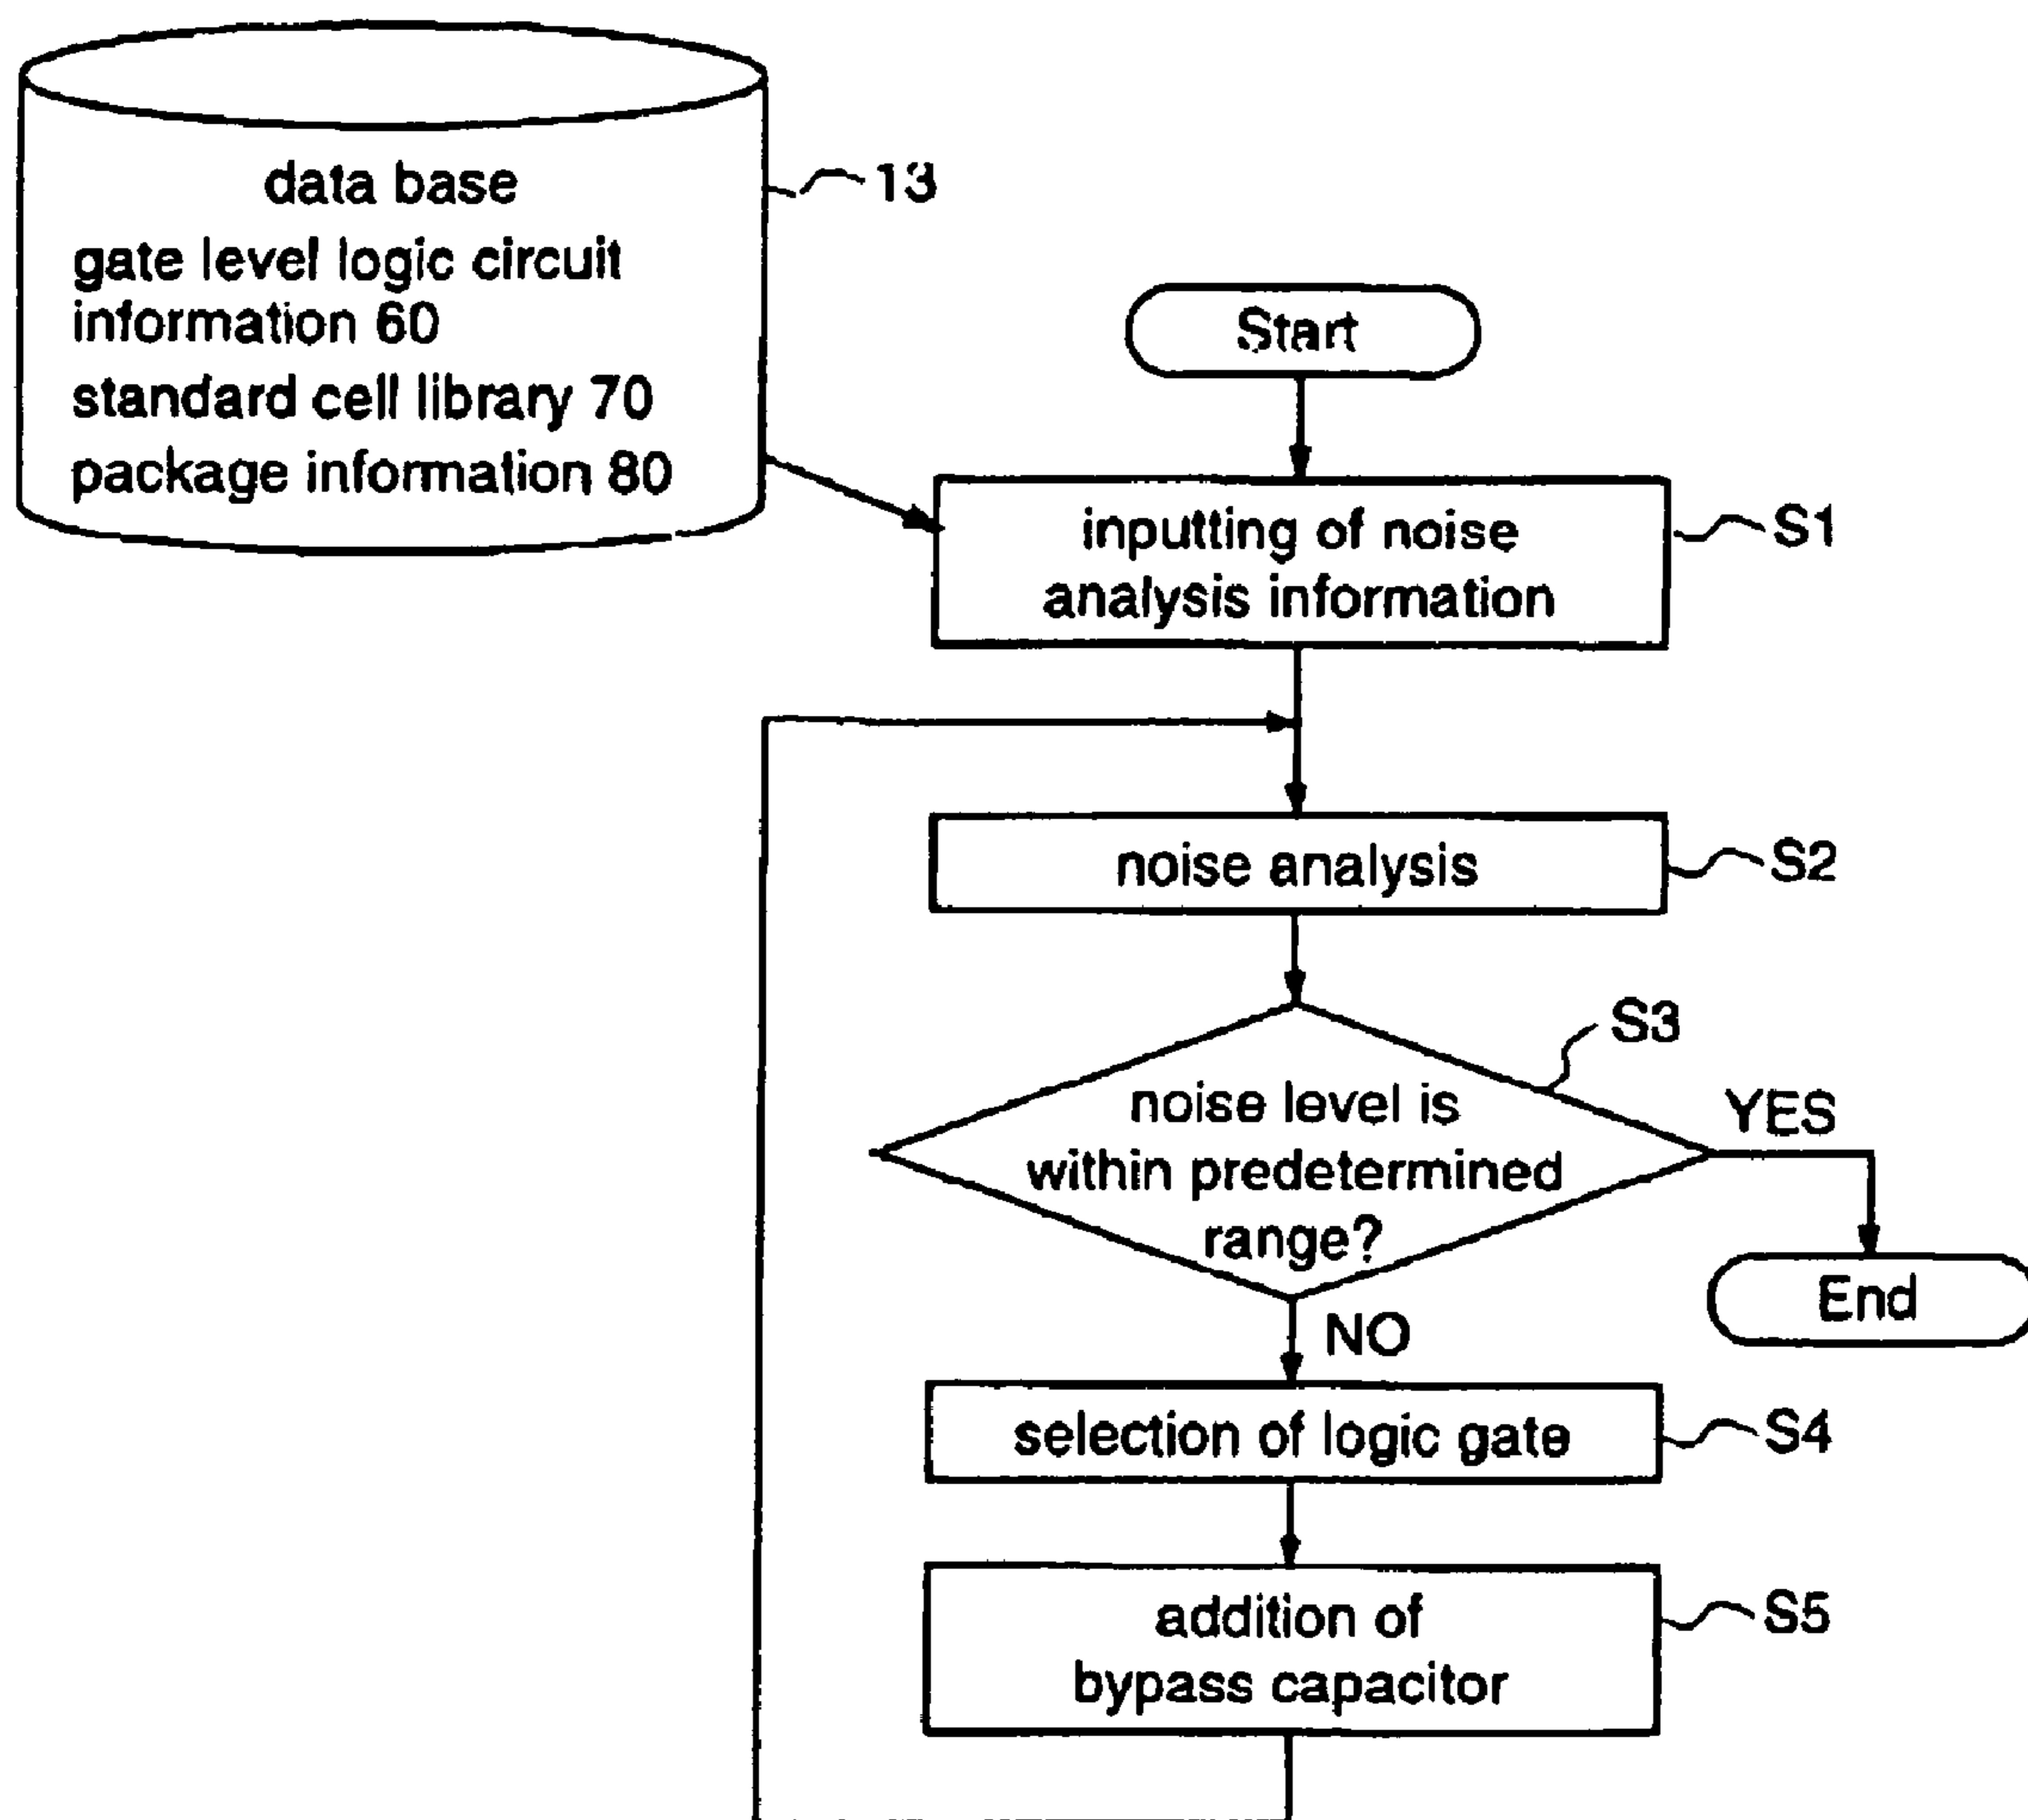 data base
gate level logic circuit
information 60
standard cell library 70
package information 80
13
Start
inputting of noise
analysis information
S1
noise analysis
S2
S3
noise level is
within predetermined
range?
YES
End
NO
selection of logic gate
S4
addition of
bypass capacitor
S5